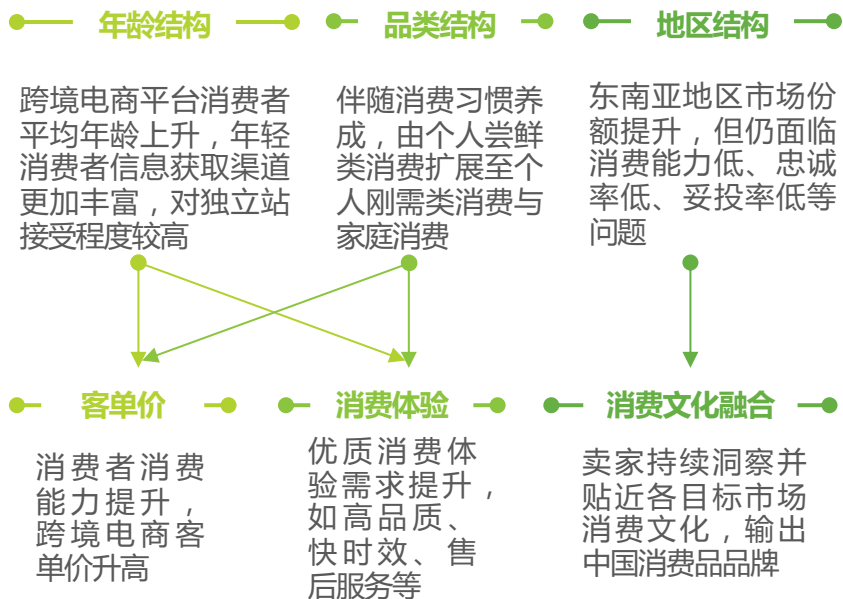 年龄结构
品类结构
地区结构
跨境电商平台消费者
平均年龄上升，年轻
消费者信息获取渠道
更加丰富，对独立站
接受程度较高
伴随消费习惯养
成，由个人尝鲜
类消费扩展至个
人刚需类消费与
家庭消费
东南亚地区市场份
额提升，但仍面临
消费能力低、忠诚
率低、妥投率低等
问题
客单价
消费体验
消费文化融合
消费者消费
能力提升，
跨境电商客
单价升高
优质消费体
验需求提升，
如高品质、
快时效、售
后服务等
卖家持续洞察并
贴近各目标市场
消费文化，输出
中国消费品品牌